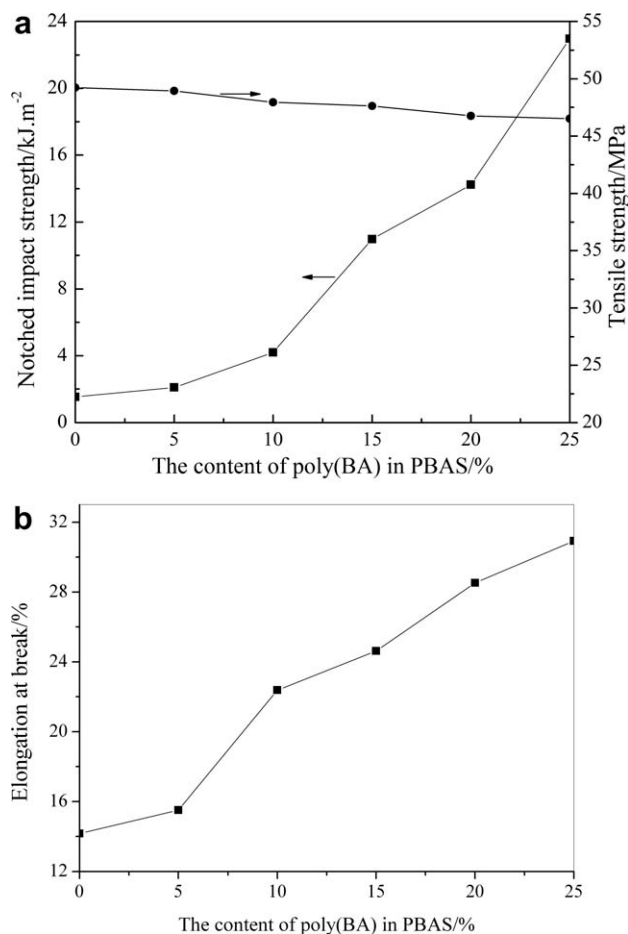 a
24
20
16
12
8
4
0
Notched impact strength/kJ.m-2
55
50
45
40
35
30
25
20
Tensile strength/MPa
0 5 10 15 20 25
The content of poly(BA) in PBAS/%
b
32
28
24
20
16
12
Elongation at break/%
0 5 10 15 20 25
The content of poly(BA) in PBAS/%